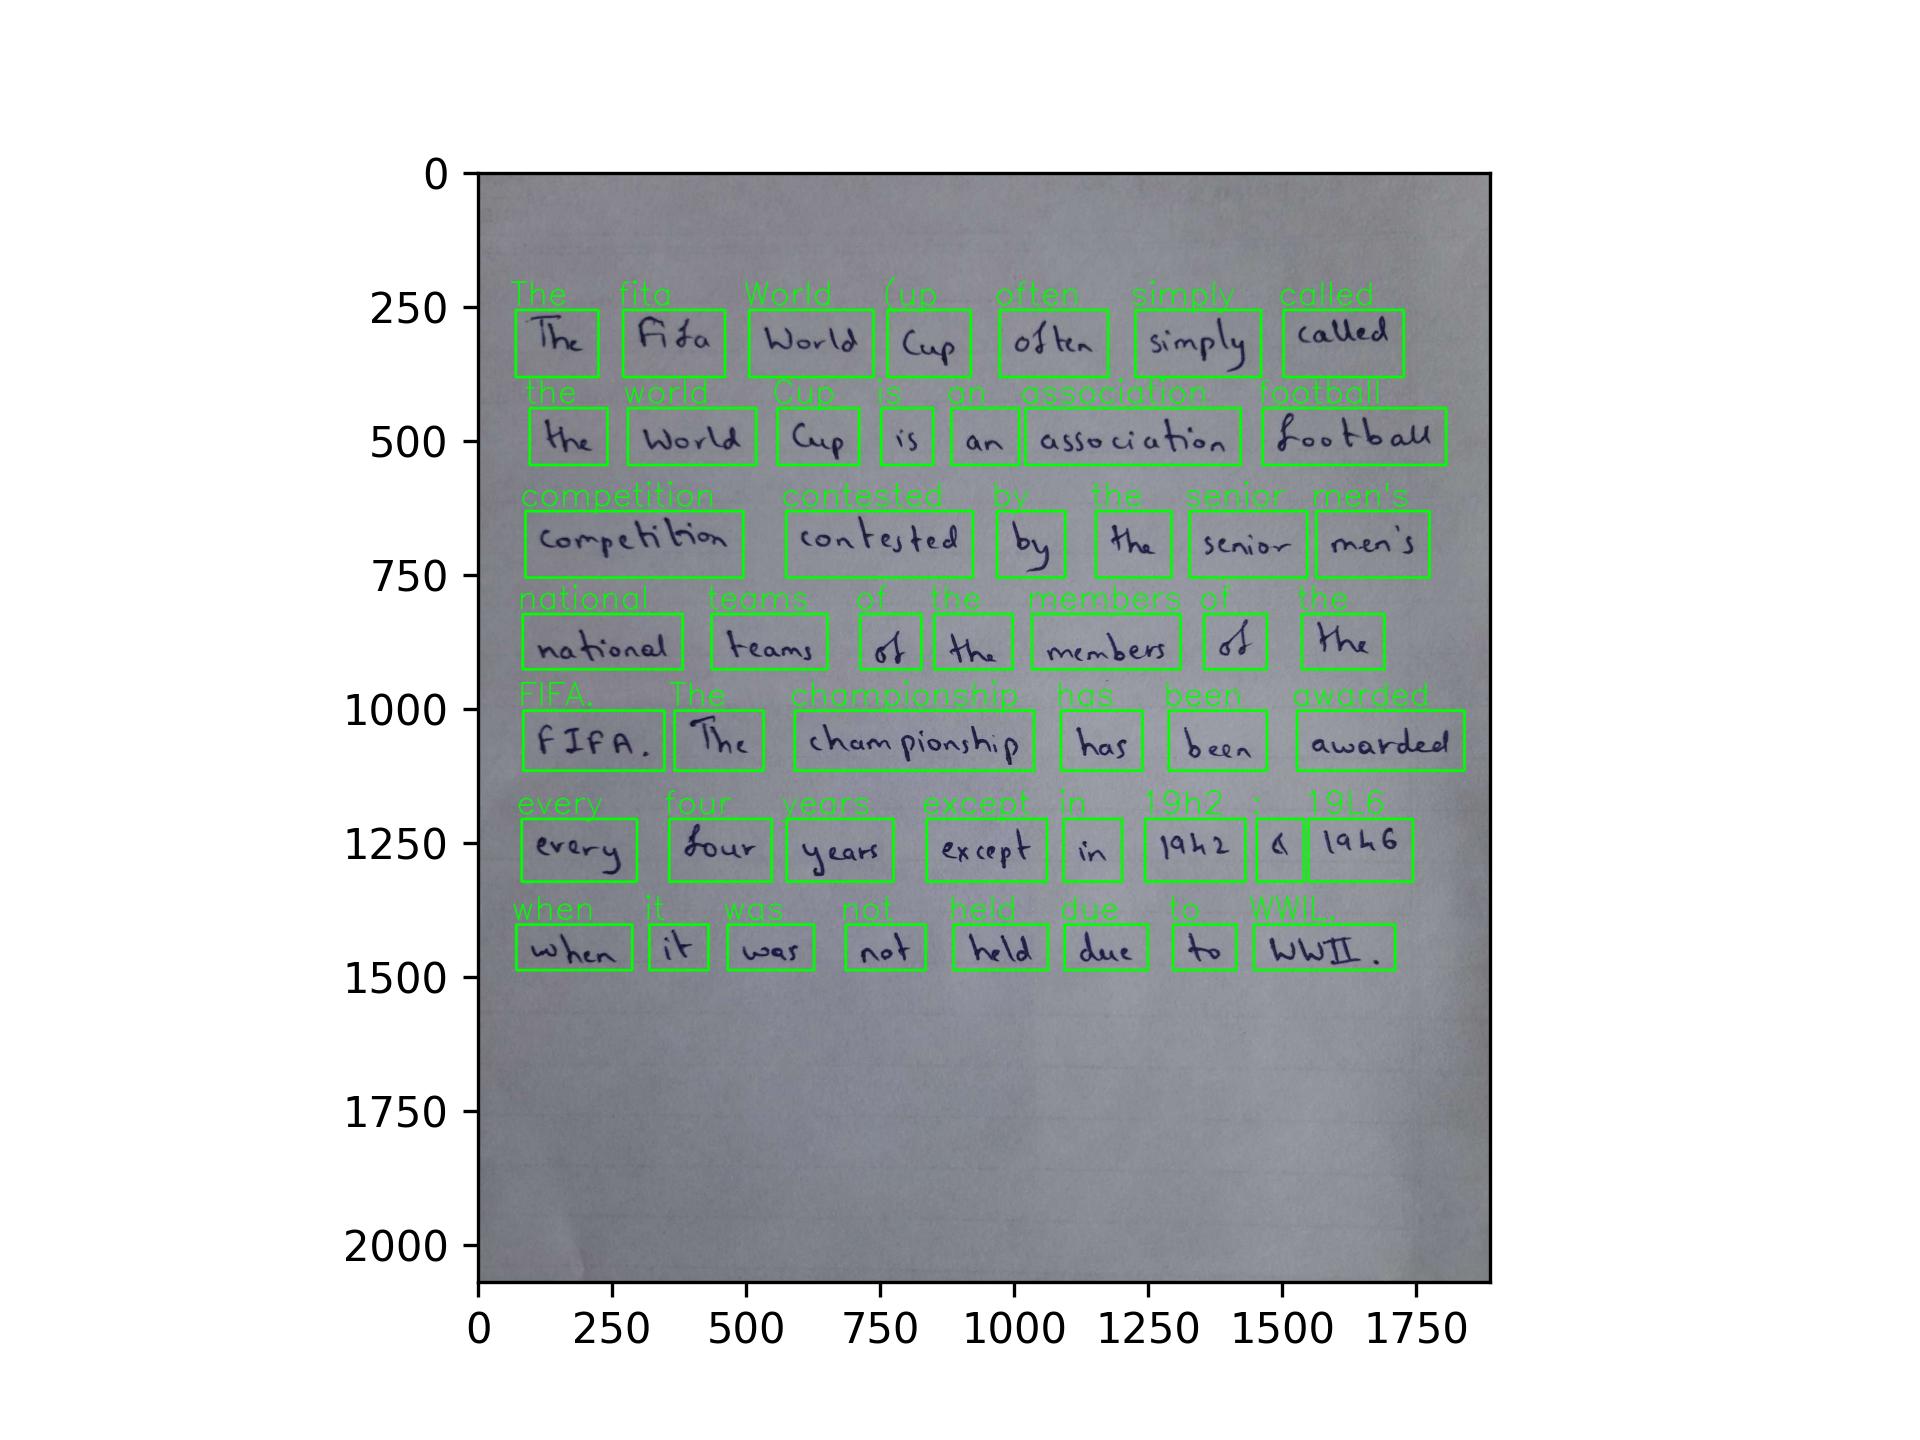 0
250
500
750
1000
1250
1500
1750
2000
The fita World (up often simply called
The Fifa World Cup often simply called
the world Cup is an association football
the World Cup is an association football
competition contested by the senior men's
competition contested by the senior men's
national teams of the members of the
national teams of the members of the
FIFA. The championship has been awarded
FIFA. The championship has been awarded
every four years except in 19h2 : 19L6
every four years except in 1942 & 1946
when it was not held due to WWIL.
when it was not held due to WWII.
0 250 500 750 1000 1250 1500 1750